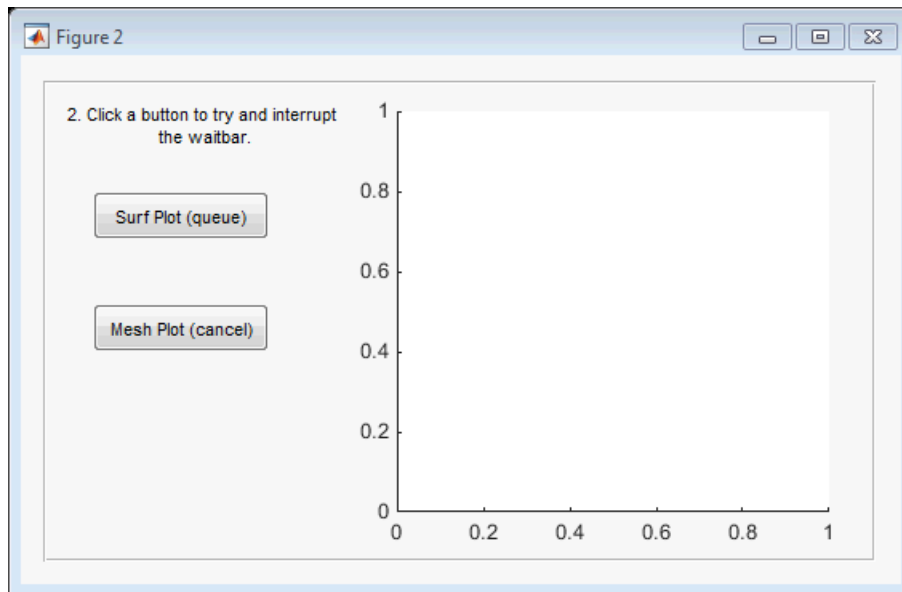 Figure 2
2. Click a button to try and interrupt
the waitbar.
Surf Plot (queue)
Mesh Plot (cancel)
1
0.8
0.6
0.4
0.2
0
0 0.2 0.4 0.6 0.8 1